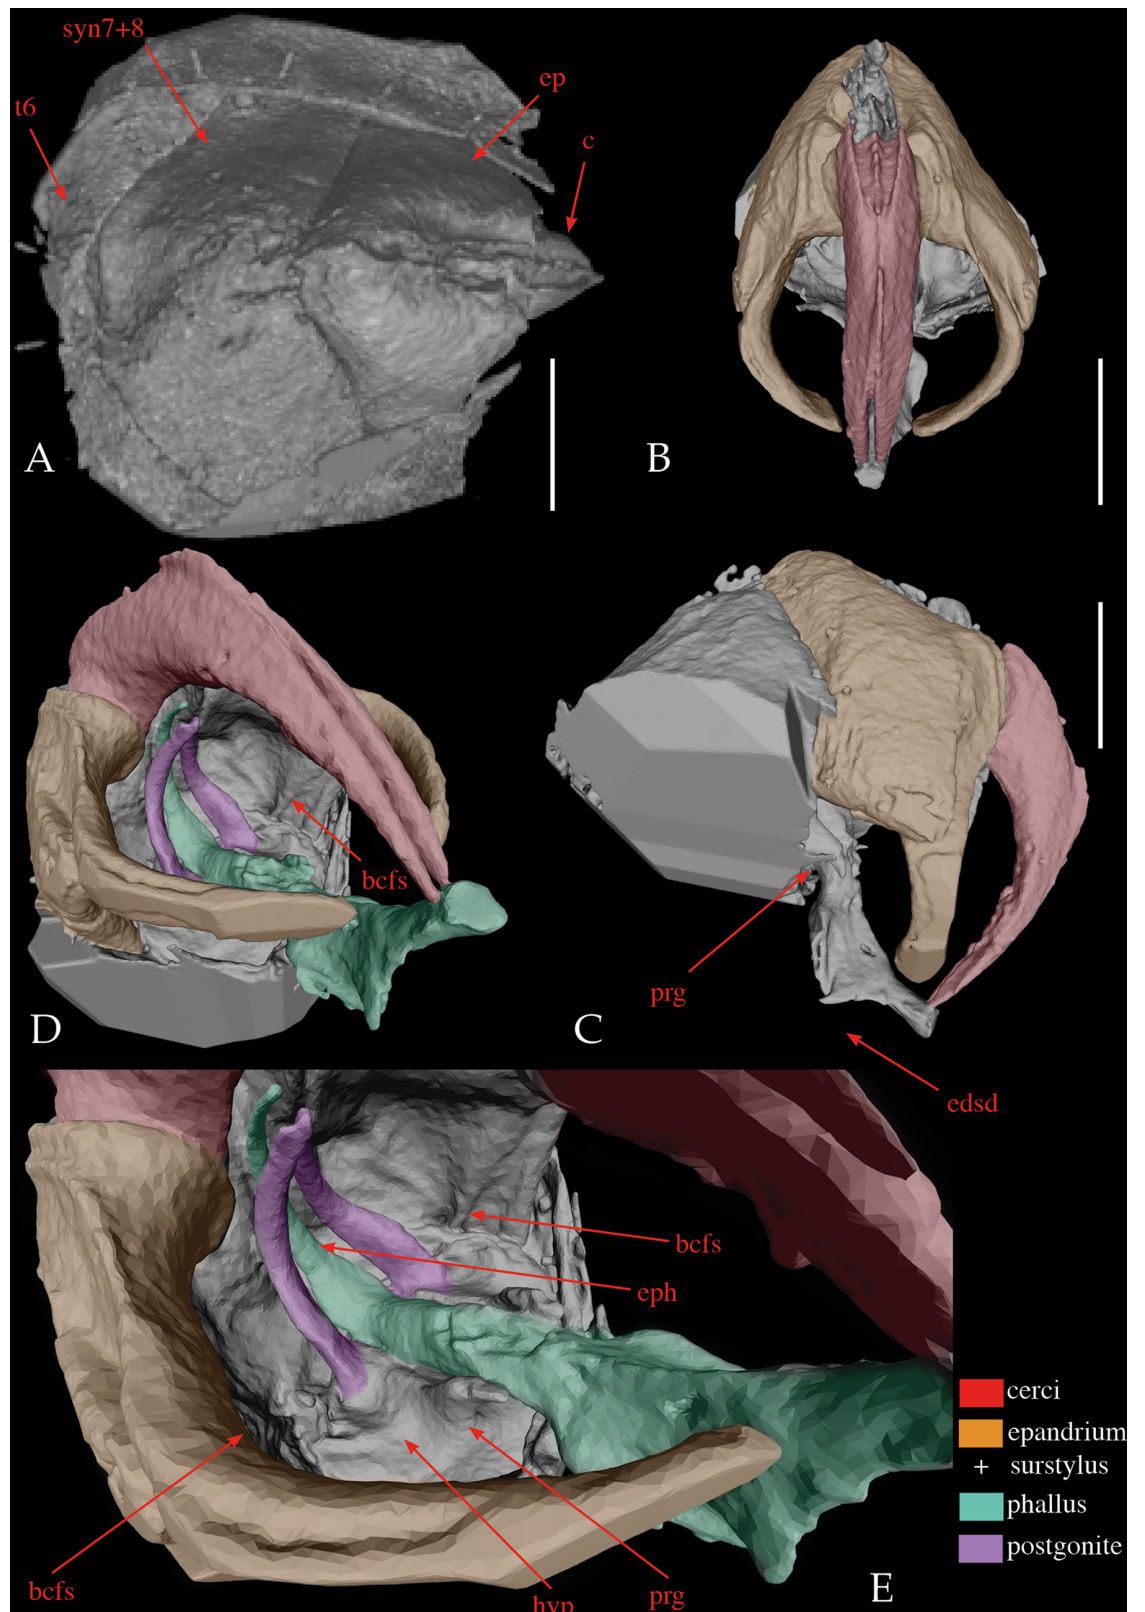 syn7+8
t6
ep
c
A
B
bcfs
D
prg
C
edsd
bcfs
eph
cerci
epandrium
+ surstylus
phallus
postgonite
bcfs
hyp
prg
E